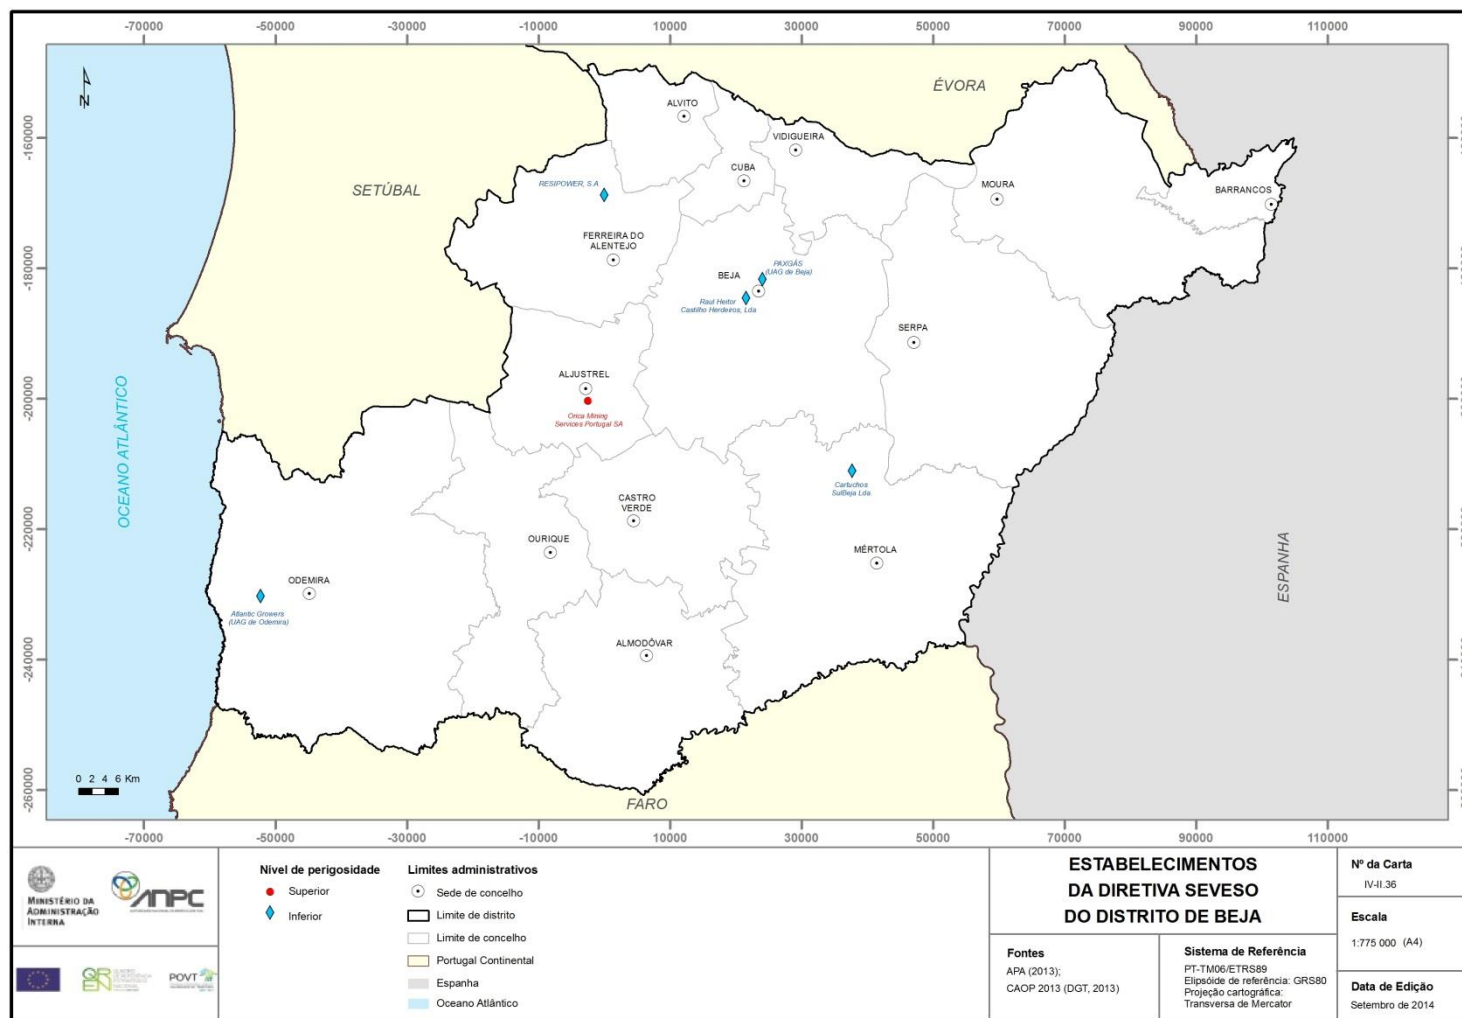 -70000 -50000 -30000 -10000 10000 30000 50000 70000 90000 110000
-160000
-180000
-200000
-220000
-240000
-260000
N
ÉVORA
SETÚBAL
OCEANO ATLÂNTICO
ESPANHA
FARO
ALVITO
VIDIGUEIRA
CUBA
MOURA
BARRANCOS
RESIPOWER, S.A
FERREIRA DO
ALENTEJO
BEJA
PAXGÁS
(UAG de Beja)
Raul Heitor
Castilho Herdeiros, Lda
SERPA
ALJUSTREL
Orica Mining
Services Portugal SA
Cartuchos
SulBeja Lda.
CASTRO
VERDE
OURIQUE
MÉRTOLA
ODEMIRA
Atlantic Growers
(UAG de Odemira)
ALMODÔVAR
0 2 4 6 Km
-70000 -50000 -30000 -10000 10000 30000 50000 70000 90000 110000
MINISTÉRIO DA
ADMINISTRAÇÃO
INTERNA
ANPC
QREN
POVT
Nível de perigosidade
Superior
Inferior
Limites administrativos
Sede de concelho
Limite de distrito
Limite de concelho
Portugal Continental
Espanha
Oceano Atlântico
ESTABELECIMENTOS
DA DIRETIVA SEVESO
DO DISTRITO DE BEJA
Fontes
APA (2013);
CAOP 2013 (DGT, 2013)
Sistema de Referência
PT-TM06/ETRS89
Elipsóide de referência: GRS80
Projeção cartográfica:
Transversa de Mercator
Nº da Carta
IV-II.36
Escala
1:775 000 (A4)
Data de Edição
Setembro de 2014